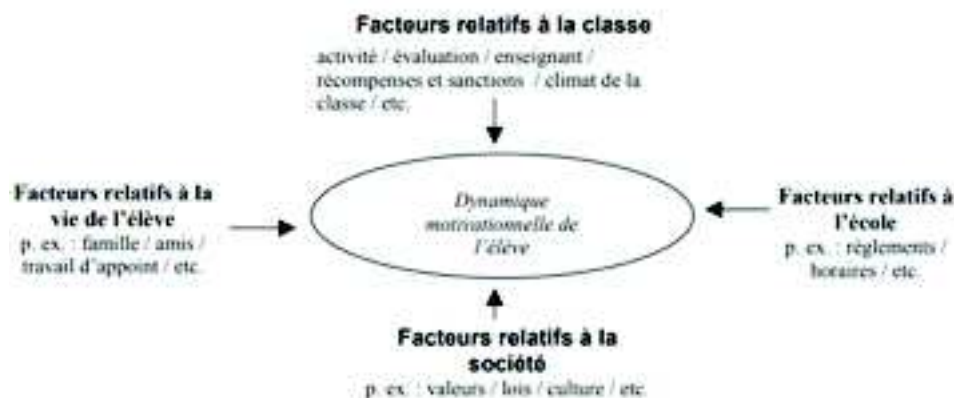 Facteurs relatifs à la classe
activité / évaluation / enseignant /
récompenses et sanctions / climat de la
classe / etc.
Facteurs relatifs à la
vie de l'élève
p. ex. : famille / amis /
travail d'appoint / etc.
Dynamique
motivationnelle de
l'élève
Facteurs relatifs à
l'école
p. ex. : règlements /
horaires / etc.
Facteurs relatifs à la
société
p. ex. : valeurs / lois / culture / etc.